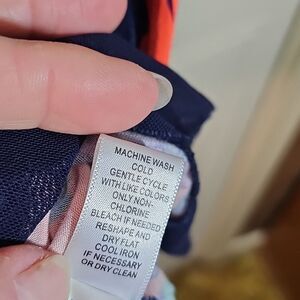 MACHINE WASH
COLD
GENTLE CYCLE
WITH LIKE COLORS
ONLY NON-
CHLORINE
BLEACH IF NEEDED
RESHAPE AND
DRY FLAT
COOL IRON
IF NECESSARY
OR DRY CLEAN